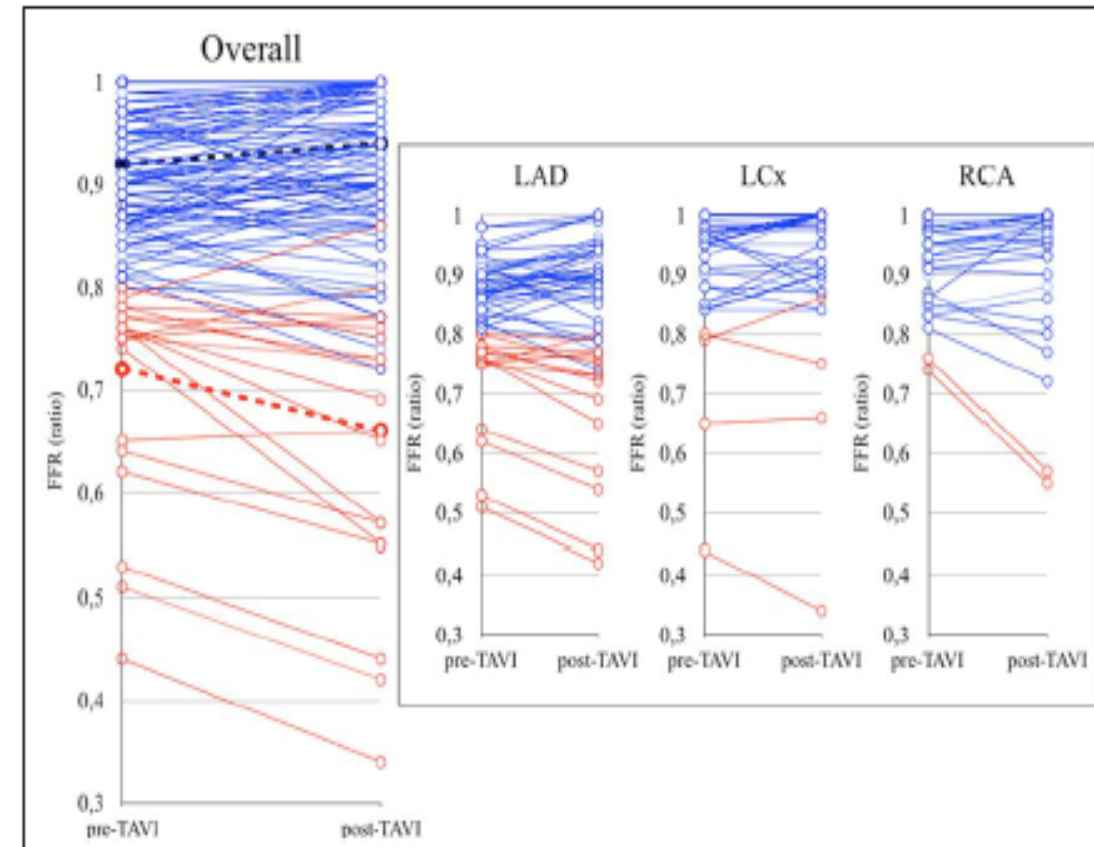 Overall
1
0,9
0,8
0,7
0,6
0,5
0,4
0,3
FFR (ratio)
pre-TAVI post-TAVI
LAD
1
0,9
0,8
0,7
0,6
0,5
0,4
0,3
FFR (ratio)
pre-TAVI post-TAVI
LCx
1
0,9
0,8
0,7
0,6
0,5
0,4
0,3
FFR (ratio)
pre-TAVI post-TAVI
RCA
1
0,9
0,8
0,7
0,6
0,5
0,4
0,3
FFR (ratio)
pre-TAVI post-TAVI